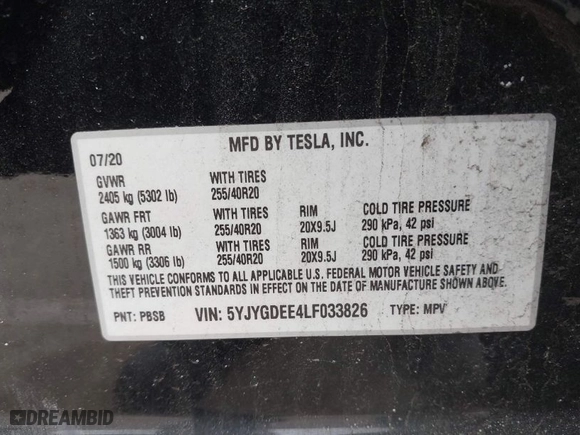 MFD BY TESLA, INC.
07/20
GVWR WITH TIRES
2405 kg (5302 lb) 255/40R20
GAWR FRT WITH TIRES RIM COLD TIRE PRESSURE
1363 kg (3004 lb) 255/40R20 20X9.5J 290 kPa, 42 psi
GAWR RR WITH TIRES RIM COLD TIRE PRESSURE
1500 kg (3306 lb) 255/40R20 20X9.5J 290 kPa, 42 psi
THIS VEHICLE CONFORMS TO ALL APPLICABLE U.S. FEDERAL MOTOR VEHICLE SAFETY AND
THEFT PREVENTION STANDARDS IN EFFECT ON THE DATE OF MANUFACTURE SHOWN ABOVE.
PNT: PBSB VIN: 5YJYGDEE4LF033826 TYPE: MPV
DREAMBID